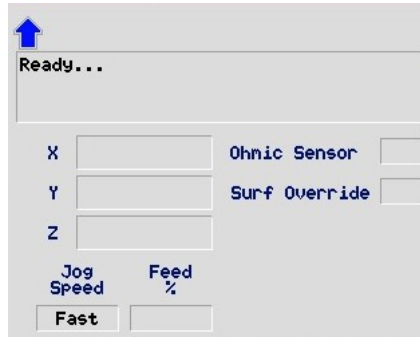 Ready...
X
Ohmic Sensor
Y
Surf Override
Z
Jog Speed
Feed %
Fast